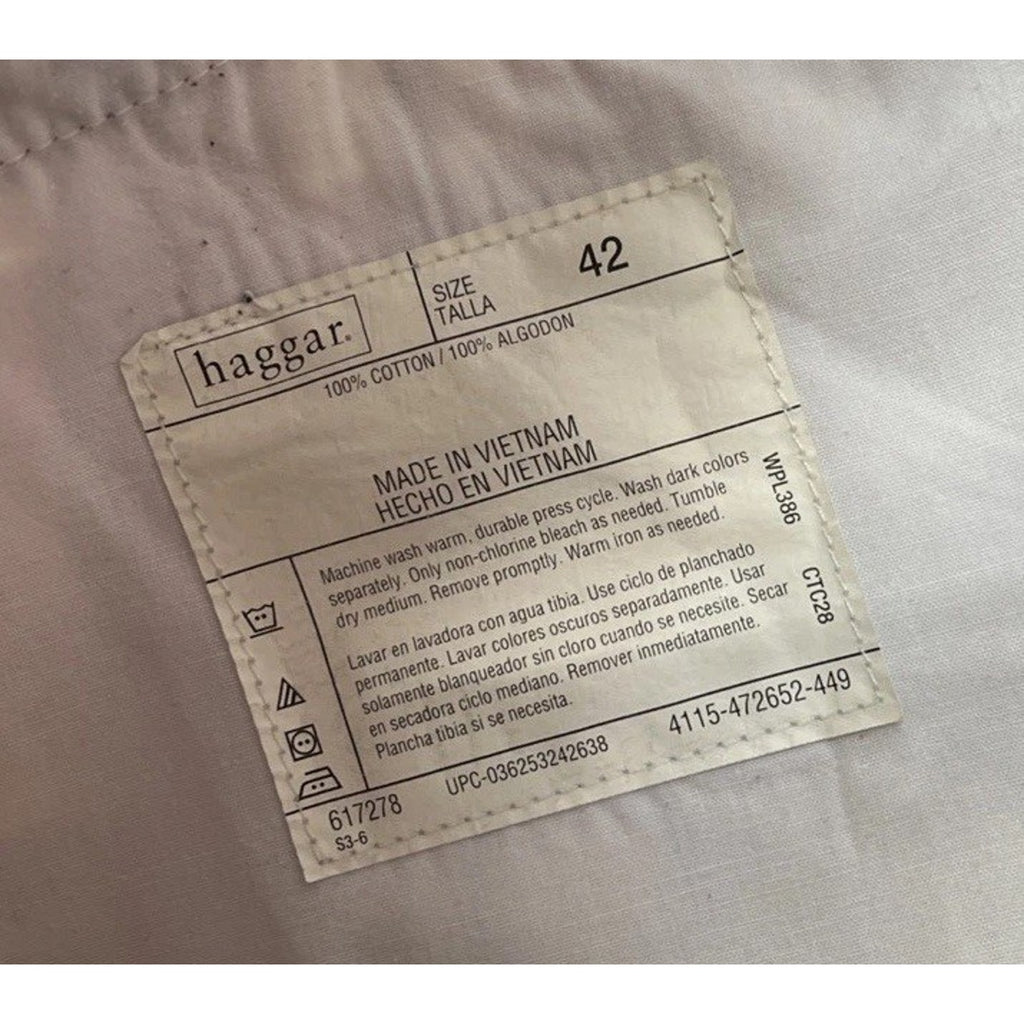 haggar.
SIZE
TALLA
42
100% COTTON / 100% ALGODON
MADE IN VIETNAM
HECHO EN VIETNAM
Machine wash warm, durable press cycle. Wash dark colors
separately. Only non-chlorine bleach as needed. Tumble
dry medium. Remove promptly. Warm iron as needed.
Lavar en lavadora con agua tibia. Use ciclo de planchado
permanente. Lavar colores oscuros separadamente. Usar
solamente blanqueador sin cloro cuando se necesite. Secar
en secadora ciclo mediano. Remover inmediatamente.
Plancha tibia si se necesita.
WPL386
CTC28
617278
S3-6
UPC-036253242638
4115-472652-449